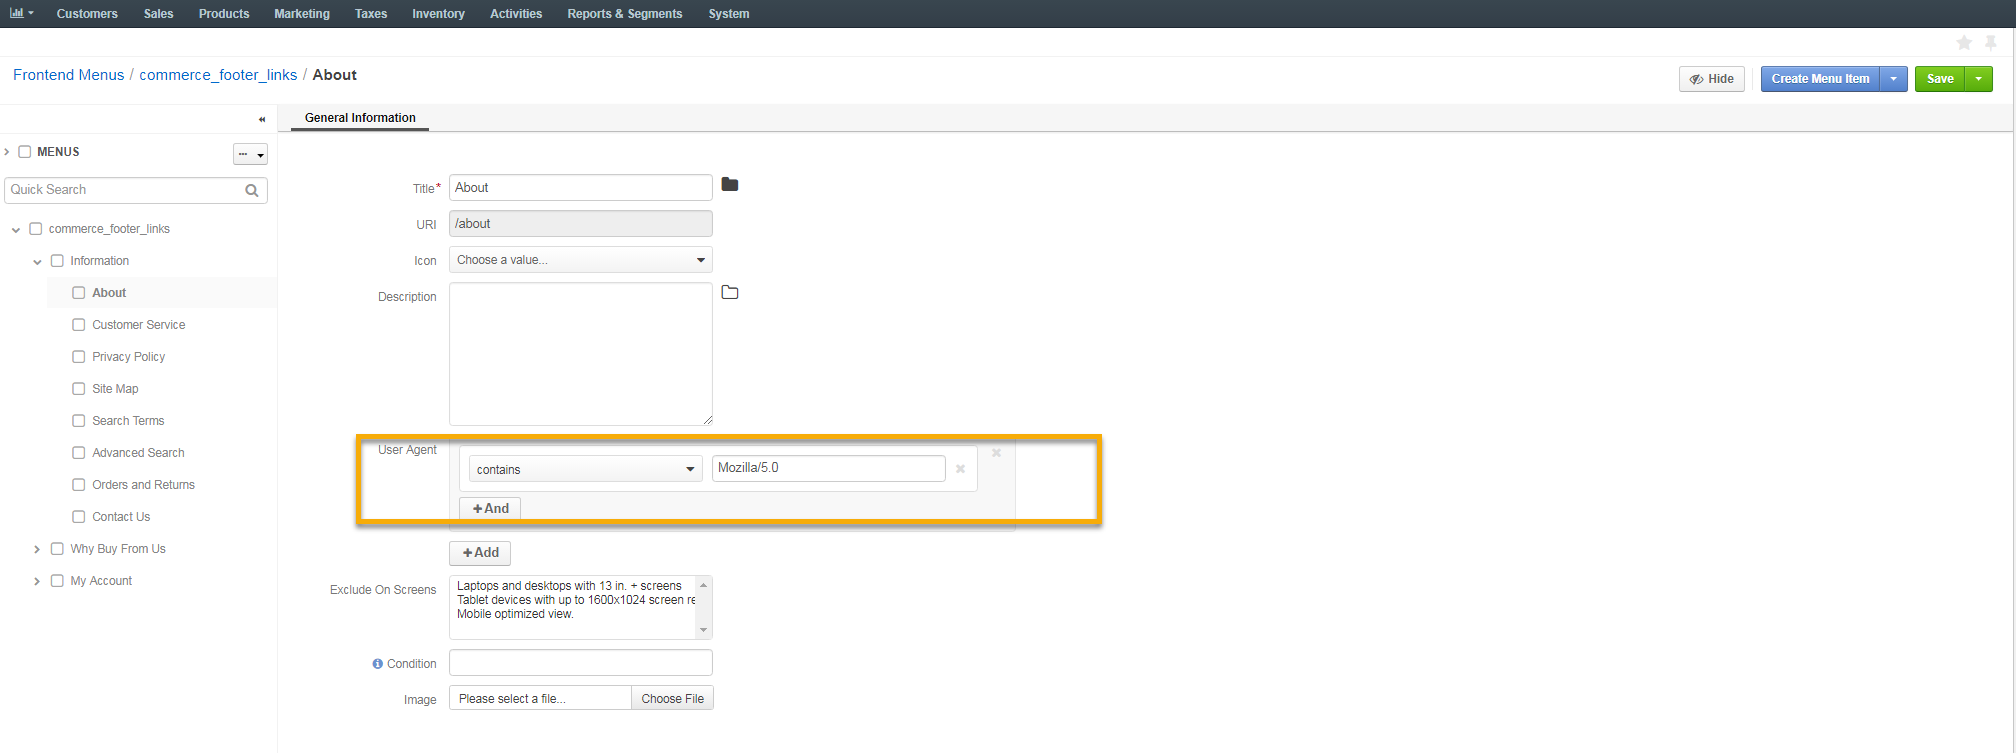 Customers Sales Products Marketing Taxes Inventory Activities Reports & Segments System
Frontend Menus / commerce_footer_links / About
Hide
Create Menu Item
Save
General Information
MENUS
Quick Search
commerce_footer_links
Information
About
Customer Service
Privacy Policy
Site Map
Search Terms
Advanced Search
Orders and Returns
Contact Us
Why Buy From Us
My Account
Title* About
URI /about
Icon Choose a value...
Description
User Agent contains Mozilla/5.0
+And
+Add
Exclude On Screens
Laptops and desktops with 13 in. + screens
Tablet devices with up to 1600x1024 screen re
Mobile optimized view.
Condition
Image Please select a file... Choose File